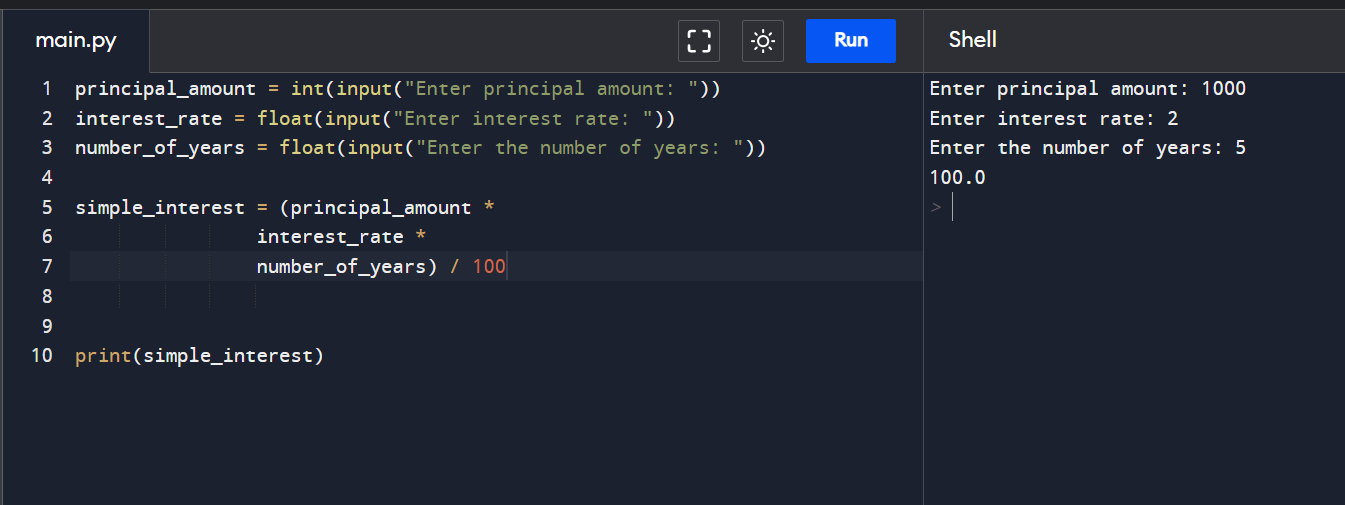 main.py
Run
Shell
1 principal_amount = int(input("Enter principal amount: "))
2 interest_rate = float(input("Enter interest rate: "))
3 number_of_years = float(input("Enter the number of years: "))
4
5 simple_interest = (principal_amount *
6 interest_rate *
7 number_of_years) / 100
8
9
10 print(simple_interest)
Enter principal amount: 1000
Enter interest rate: 2
Enter the number of years: 5
100.0
>